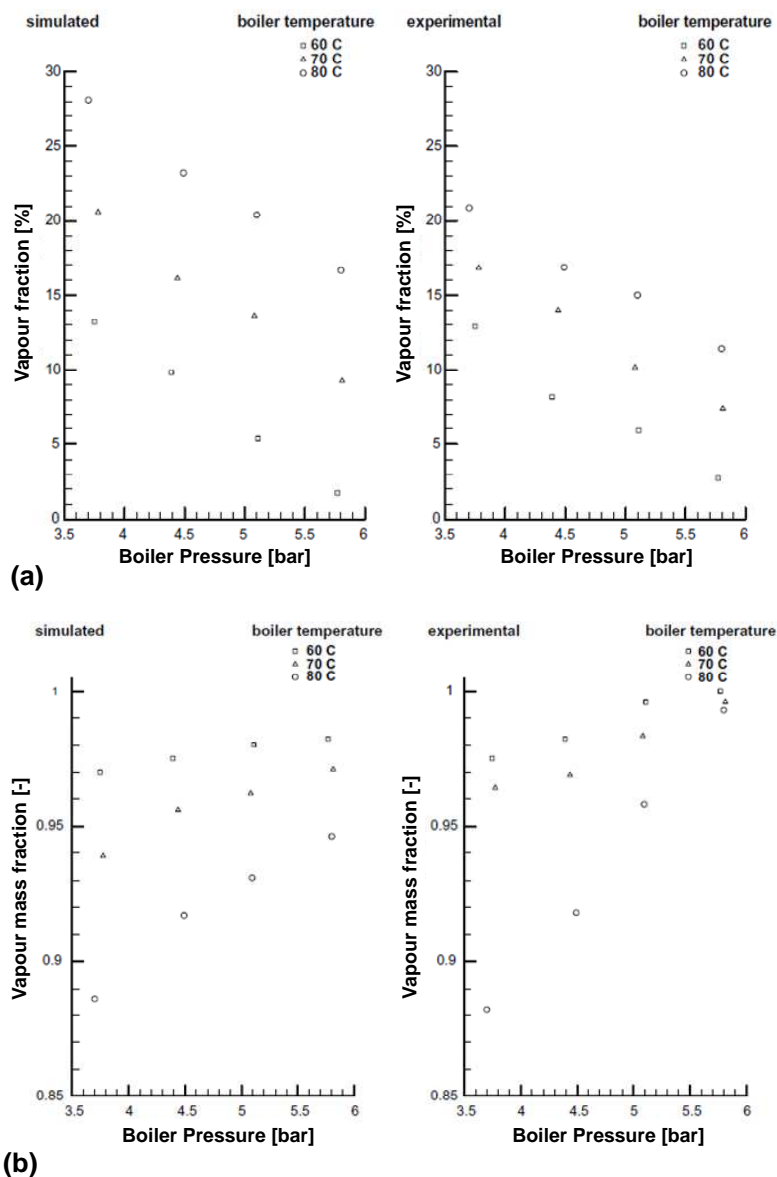 simulated boiler temperature
60 C
70 C
80 C
30
25
20
15
10
5
0
3.5 4 4.5 5 5.5 6
Vapour fraction [%]
Boiler Pressure [bar]
experimental boiler temperature
60 C
70 C
80 C
30
25
20
15
10
5
0
3.5 4 4.5 5 5.5 6
Vapour fraction [%]
Boiler Pressure [bar]
(a)
simulated boiler temperature
60 C
70 C
80 C
1
0.95
0.9
0.85
3.5 4 4.5 5 5.5 6
Vapour mass fraction [-]
Boiler Pressure [bar]
experimental boiler temperature
60 C
70 C
80 C
1
0.95
0.9
0.85
3.5 4 4.5 5 5.5 6
Vapour mass fraction [-]
Boiler Pressure [bar]
(b)